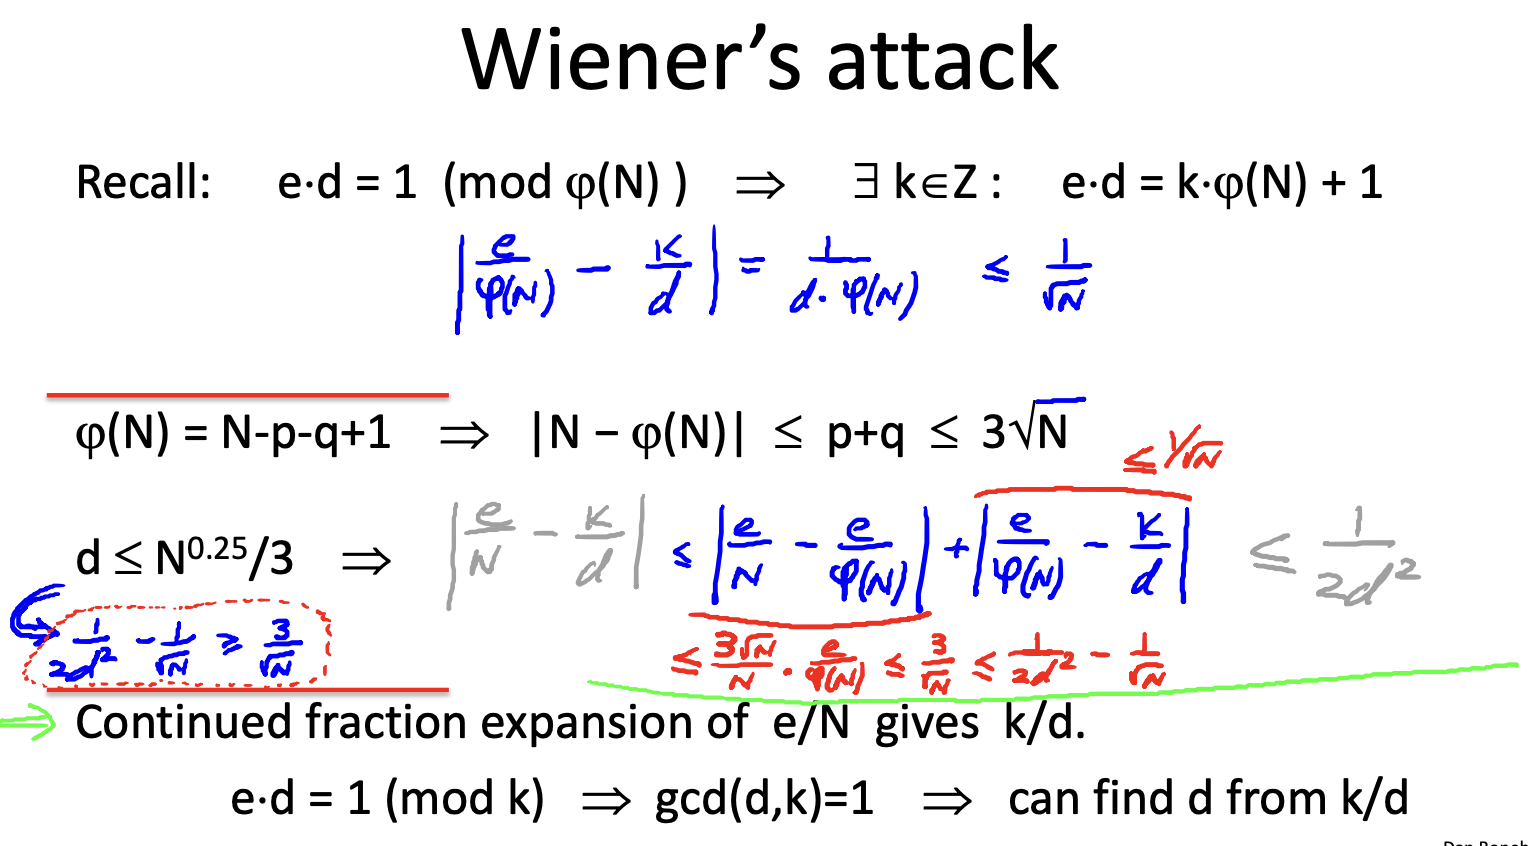 Wiener's attack
Recall: e·d = 1 (mod φ(N) ) ⇒ ∃ k∈Z : e·d = k·φ(N) + 1
| e/φ(N) − k/d | = 1/(d·φ(N)) ≤ 1/√N
φ(N) = N-p-q+1 ⇒ |N − φ(N)| ≤ p+q ≤ 3√N
≤ 1/√N
d ≤ N^0.25/3 ⇒ | e/N − k/d | ≤ | e/N − e/φ(N) | + | e/φ(N) − k/d | ≤ 1/(2d²)
1/(2d²) − 1/√N ≥ 3/√N ≤ 3√N/N · e/φ(N) ≤ 3/√N ≤ 1/(2d²) − 1/√N
⇒ Continued fraction expansion of e/N gives k/d.
e·d = 1 (mod k) ⇒ gcd(d,k)=1 ⇒ can find d from k/d